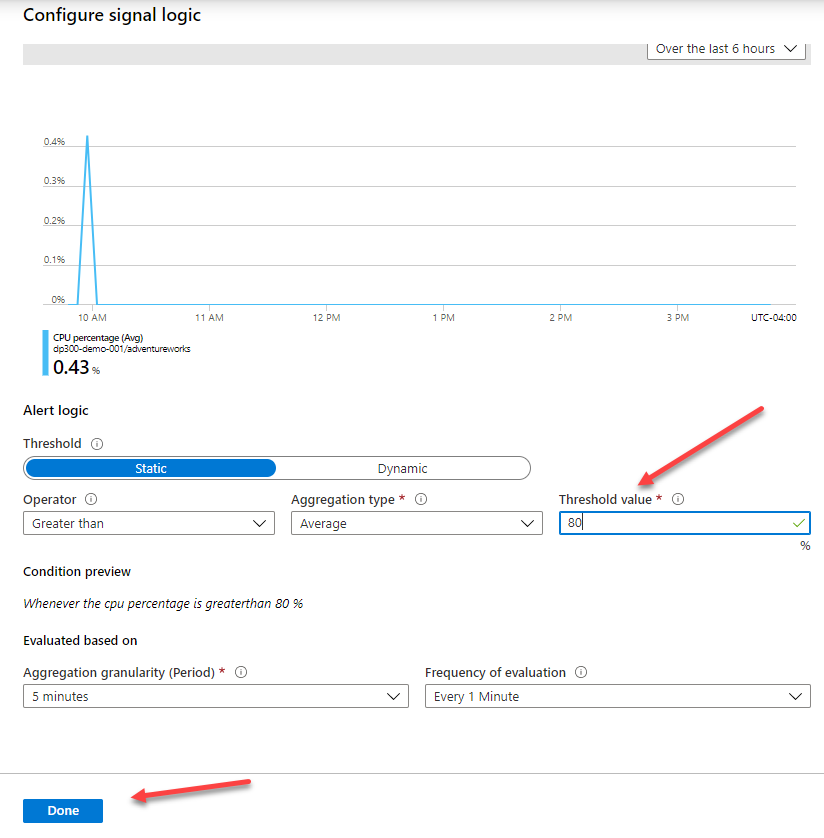 Configure signal logic
Over the last 6 hours
0.4%
0.3%
0.2%
0.1%
0%
10 AM 11 AM 12 PM 1 PM 2 PM 3 PM UTC-04:00
CPU percentage (Avg)
dp300-demo-001/adventureworks
0.43 %
Alert logic
Threshold
Static Dynamic
Operator Aggregation type * Threshold value *
Greater than Average 80
%
Condition preview
Whenever the cpu percentage is greaterthan 80 %
Evaluated based on
Aggregation granularity (Period) * Frequency of evaluation
5 minutes Every 1 Minute
Done